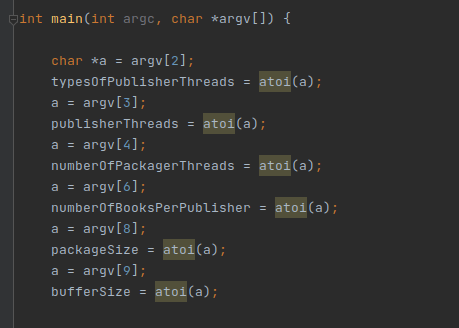 int main(int argc, char *argv[]) {
char *a = argv[2];
typesOfPublisherThreads = atoi(a);
a = argv[3];
publisherThreads = atoi(a);
a = argv[4];
numberOfPackagerThreads = atoi(a);
a = argv[6];
numberOfBooksPerPublisher = atoi(a);
a = argv[8];
packageSize = atoi(a);
a = argv[9];
bufferSize = atoi(a);